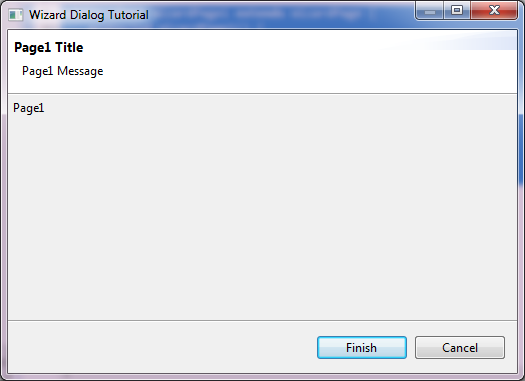 Wizard Dialog Tutorial
Page1 Title
Page1 Message
Page1
Finish
Cancel